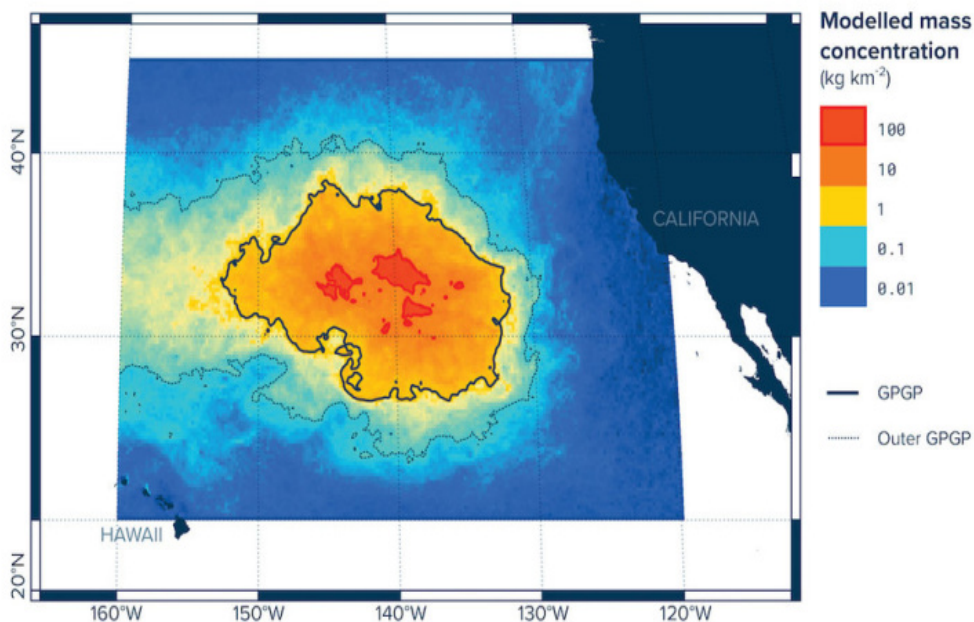 Modelled mass
concentration
(kg km⁻²)
100
10
1
0.1
0.01
GPGP
Outer GPGP
CALIFORNIA
HAWAII
40°N
30°N
20°N
160°W
150°W
140°W
130°W
120°W